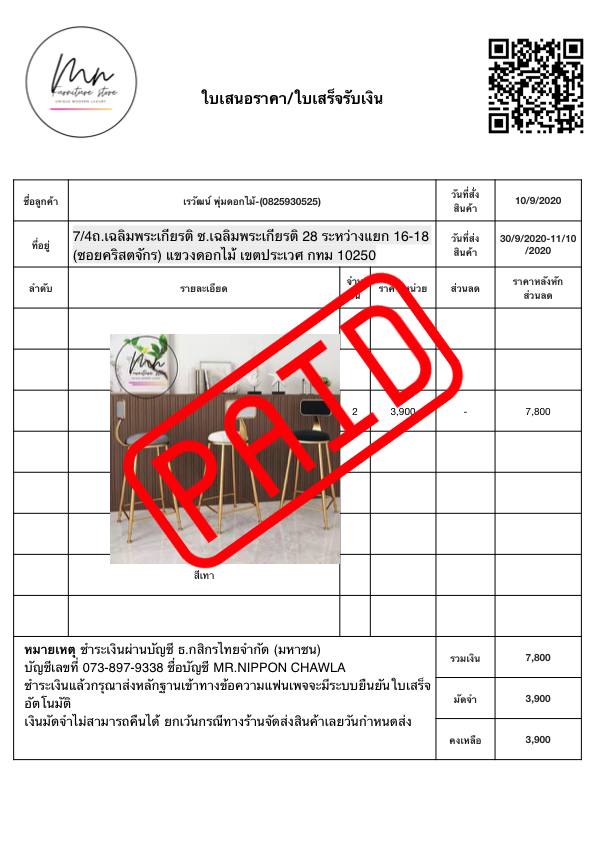 Mn
Furniture store
UNIQUE MODERN LUXURY
ใบเสนอราคา/ใบเสร็จรับเงิน
ชื่อลูกค้า
เรวัฒน์ พุ่มดอกไม้-(0825930525)
วันที่สั่ง
สินค้า
10/9/2020
ที่อยู่
7/4ถ.เฉลิมพระเกียรติ ซ.เฉลิมพระเกียรติ 28 ระหว่างแยก 16-18
(ซอยคริสตจักร) แขวงดอกไม้ เขตประเวศ กทม 10250
วันที่ส่ง
สินค้า
30/9/2020-11/10
/2020
ลำดับ
รายละเอียด
ส่วนลด
ราคาหลังหัก
ส่วนลด
Mn
Furniture store
PAID
2
3,900
-
7,800
สีเทา
หมายเหตุ ชำระเงินผ่านบัญชี ธ.กสิกรไทยจำกัด (มหาชน)
บัญชีเลขที่ 073-897-9338 ชื่อบัญชี MR.NIPPON CHAWLA
ชำระเงินแล้วกรุณาส่งหลักฐานเข้าทางข้อความแฟนเพจจะมีระบบยืนยันใบเสร็จ
อัตโนมัติ
เงินมัดจำไม่สามารถคืนได้ ยกเว้นกรณีทางร้านจัดส่งสินค้าเลยวันกำหนดส่ง
รวมเงิน
7,800
มัดจำ
3,900
คงเหลือ
3,900